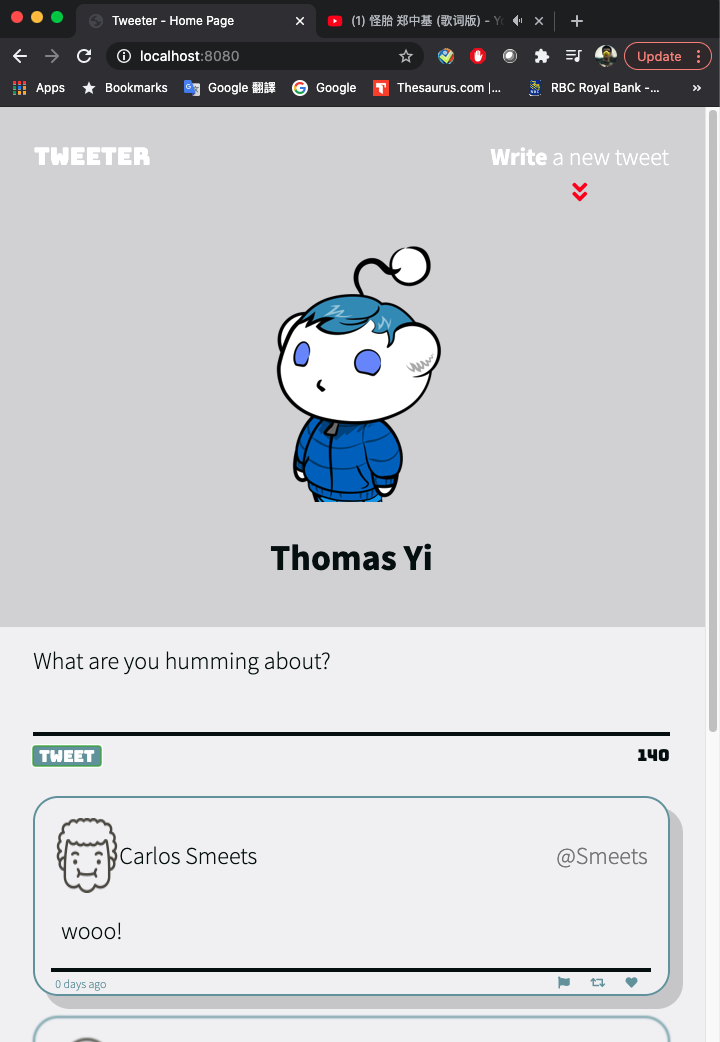 Tweeter - Home Page
(1) 怪胎 郑中基 (歌词版) - Yo
localhost:8080
Update
Apps
Bookmarks
Google 翻譯
Google
Thesaurus.com |...
RBC Royal Bank -...
»
TWEETER
Write a new tweet
Thomas Yi
What are you humming about?
TWEET
140
Carlos Smeets
@Smeets
wooo!
0 days ago